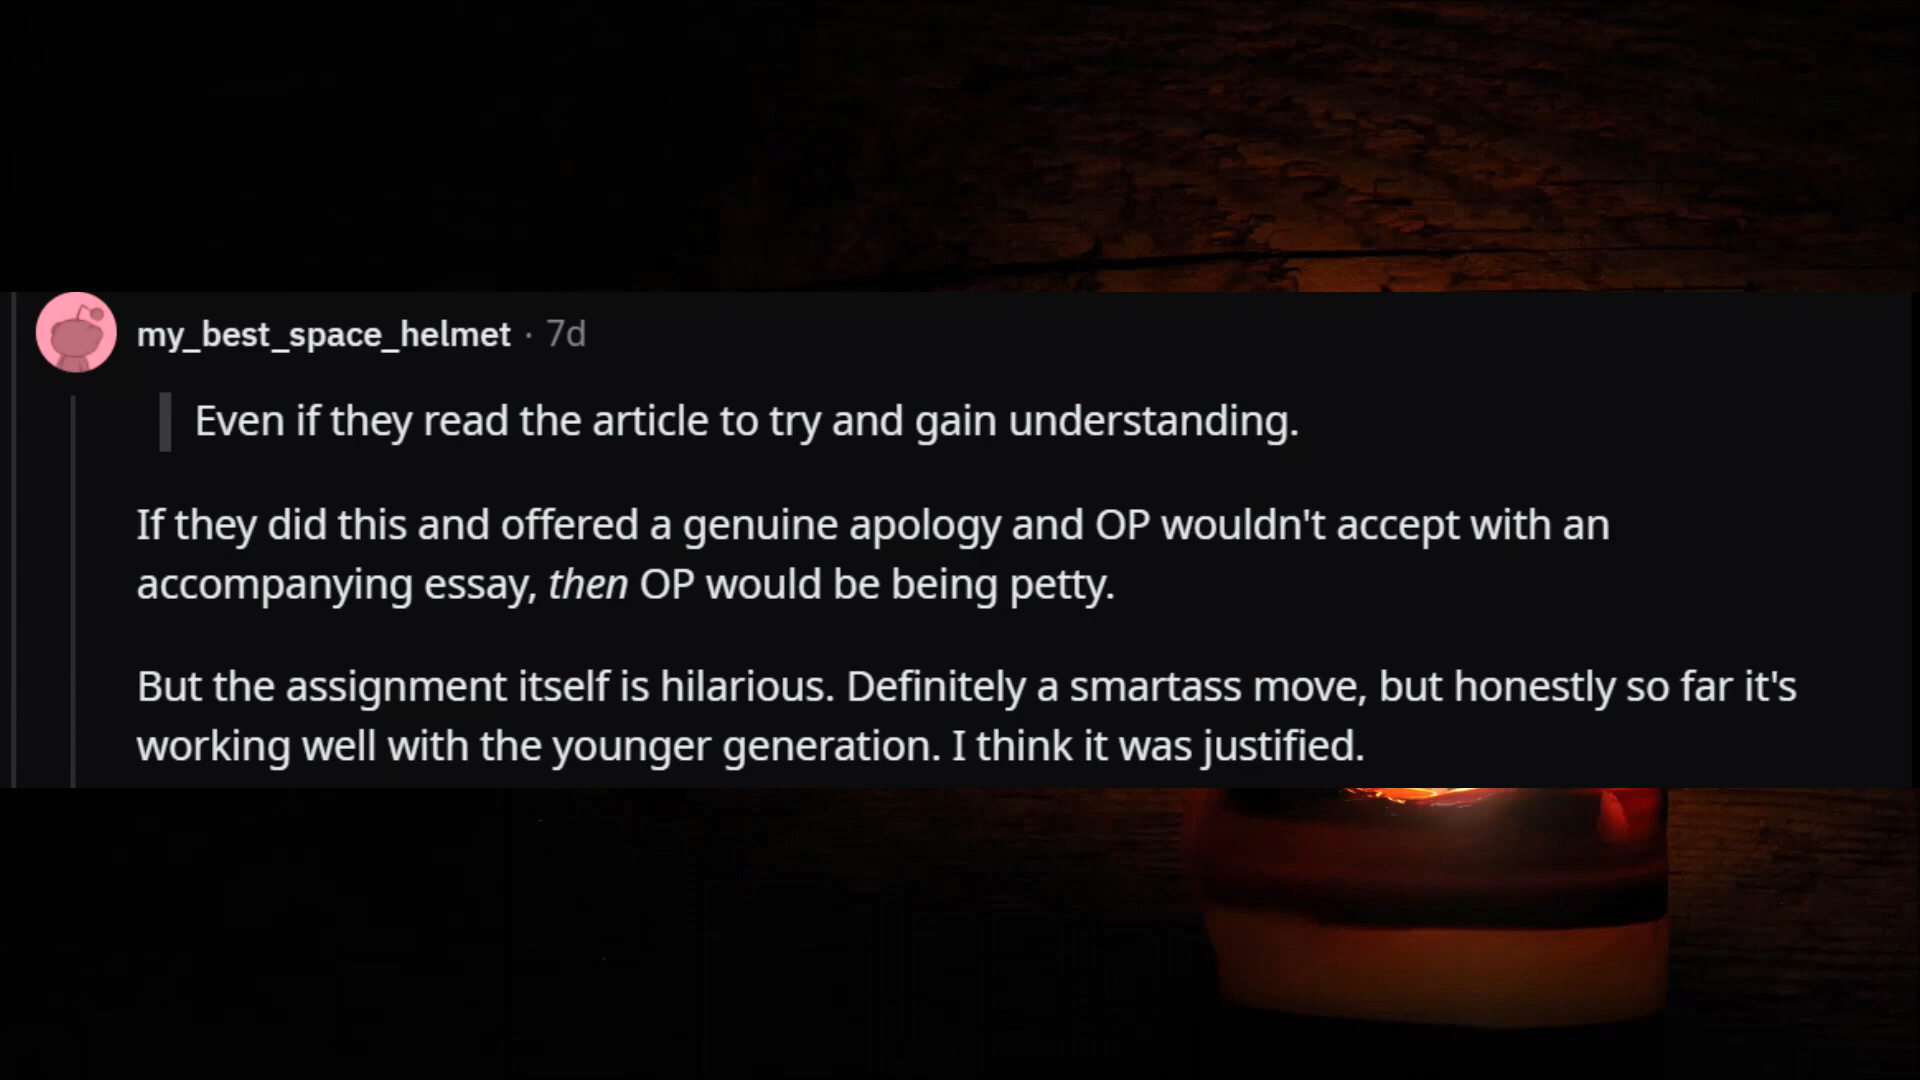 my_best_space_helmet · 7d
Even if they read the article to try and gain understanding.
If they did this and offered a genuine apology and OP wouldn't accept with an
accompanying essay, then OP would be being petty.
But the assignment itself is hilarious. Definitely a smartass move, but honestly so far it's
working well with the younger generation. I think it was justified.